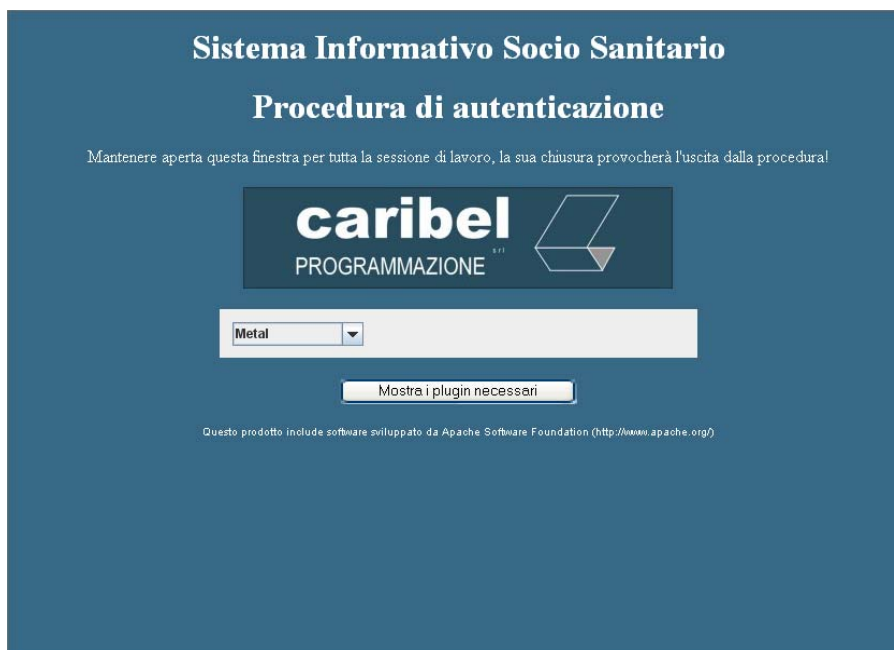 Sistema Informativo Socio Sanitario
Procedura di autenticazione
Mantenere aperta questa finestra per tutta la sessione di lavoro, la sua chiusura provocherà l'uscita dalla procedura!
caribel
srl
PROGRAMMAZIONE
Metal
Mostra i plugin necessari
Questo prodotto include software sviluppato da Apache Software Foundation (http://www.apache.org/)